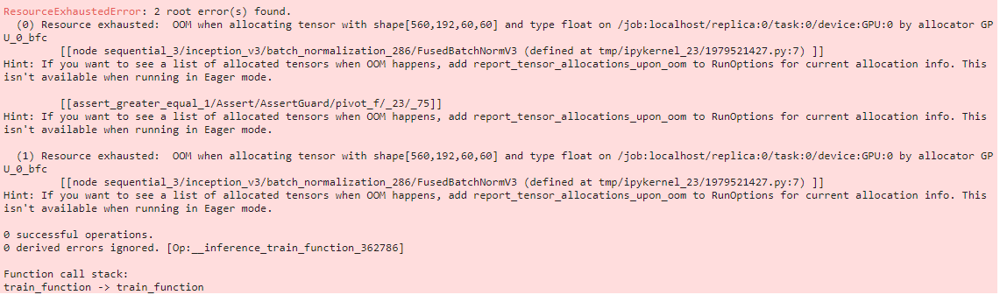 ResourceExhaustedError: 2 root error(s) found.
  (0) Resource exhausted:  OOM when allocating tensor with shape[560,192,60,60] and type float on /job:localhost/replica:0/task:0/device:GPU:0 by allocator GP
U_0_bfc
	 [[node sequential_3/inception_v3/batch_normalization_286/FusedBatchNormV3 (defined at tmp/ipykernel_23/1979521427.py:7) ]]
Hint: If you want to see a list of allocated tensors when OOM happens, add report_tensor_allocations_upon_oom to RunOptions for current allocation info. This
isn't available when running in Eager mode.

	 [[assert_greater_equal_1/Assert/AssertGuard/pivot_f/_23/_75]]
Hint: If you want to see a list of allocated tensors when OOM happens, add report_tensor_allocations_upon_oom to RunOptions for current allocation info. This
isn't available when running in Eager mode.

  (1) Resource exhausted:  OOM when allocating tensor with shape[560,192,60,60] and type float on /job:localhost/replica:0/task:0/device:GPU:0 by allocator GP
U_0_bfc
	 [[node sequential_3/inception_v3/batch_normalization_286/FusedBatchNormV3 (defined at tmp/ipykernel_23/1979521427.py:7) ]]
Hint: If you want to see a list of allocated tensors when OOM happens, add report_tensor_allocations_upon_oom to RunOptions for current allocation info. This
isn't available when running in Eager mode.

0 successful operations.
0 derived errors ignored. [Op:__inference_train_function_362786]

Function call stack:
train_function -> train_function